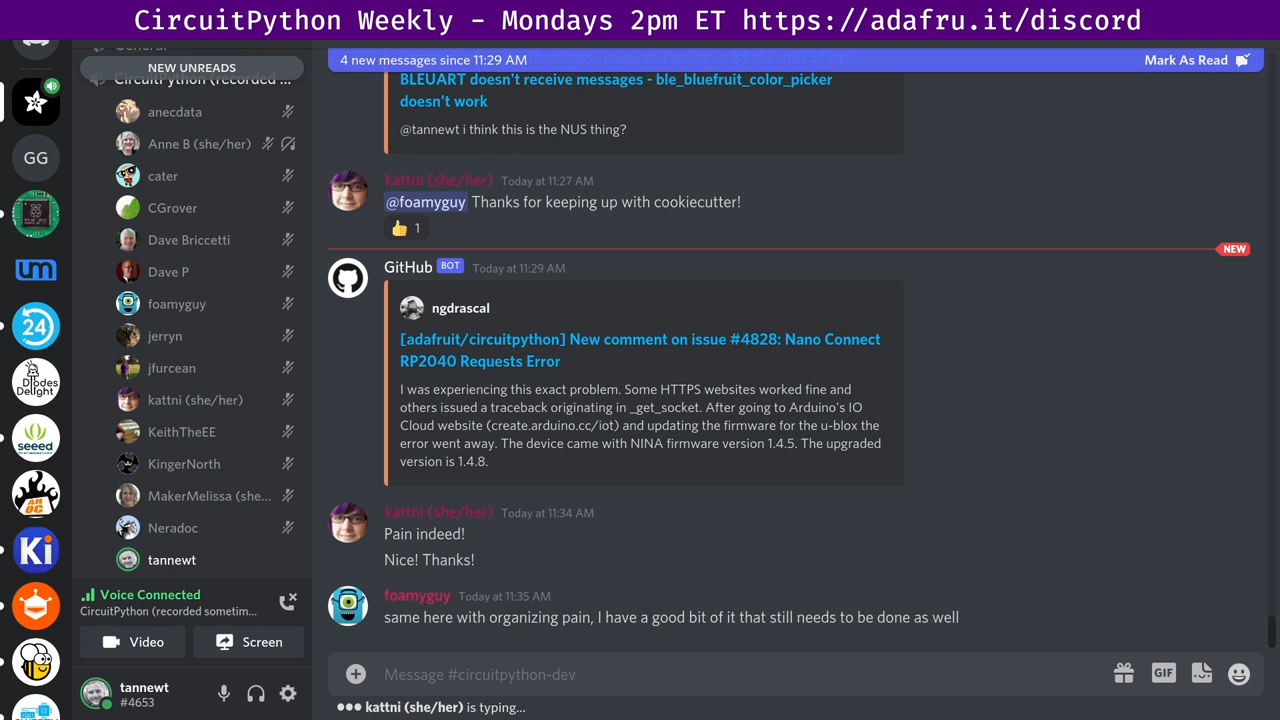 CircuitPython Weekly - Mondays 2pm ET https://adafru.it/discord
General
NEW UNREADS
CircuitPython (recorded ...
anecdata
Anne B (she/her)
cater
CGrover
Dave Briccetti
Dave P
foamyguy
jerryn
jfurcean
kattni (she/her)
KeithTheEE
KingerNorth
MakerMelissa (she...
Neradoc
tannewt
Voice Connected
CircuitPython (recorded sometim...
Video
Screen
tannewt
#4653
GG
um
24
Diodes Delight
seeed
AHOC
Ki
4 new messages since 11:29 AM
Mark As Read
BLEUART doesn't receive messages - ble_bluefruit_color_picker
doesn't work
@tannewt i think this is the NUS thing?
kattni (she/her) Today at 11:27 AM
@foamyguy Thanks for keeping up with cookiecutter!
👍 1
NEW
GitHub BOT Today at 11:29 AM
ngdrascal
[adafruit/circuitpython] New comment on issue #4828: Nano Connect
RP2040 Requests Error
I was experiencing this exact problem. Some HTTPS websites worked fine and
others issued a traceback originating in _get_socket. After going to Arduino's IO
Cloud website (create.arduino.cc/iot) and updating the firmware for the u-blox the
error went away. The device came with NINA firmware version 1.4.5. The upgraded
version is 1.4.8.
kattni (she/her) Today at 11:34 AM
Pain indeed!
Nice! Thanks!
foamyguy Today at 11:35 AM
same here with organizing pain, I have a good bit of it that still needs to be done as well
Message #circuitpython-dev
GIF
kattni (she/her) is typing...